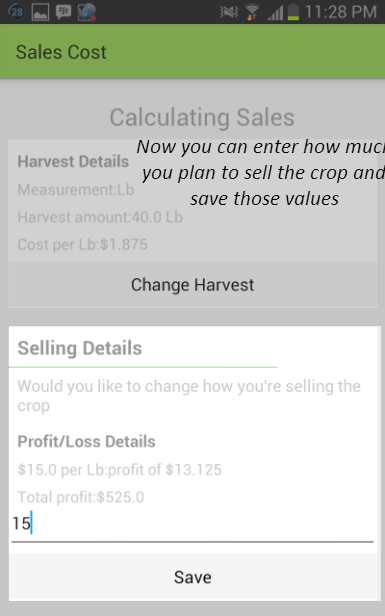 28
11:28 PM
Sales Cost
Calculating Sales
Now you can enter how much
Harvest Details
you plan to sell the crop and
Measurement:Lb
save those values
Harvest amount:40.0 Lb
Cost per Lb:$1.875
Change Harvest
Selling Details
Would you like to change how you're selling the
crop
Profit/Loss Details
$15.0 per Lb:profit of $13.125
Total profit:$525.0
15
Save